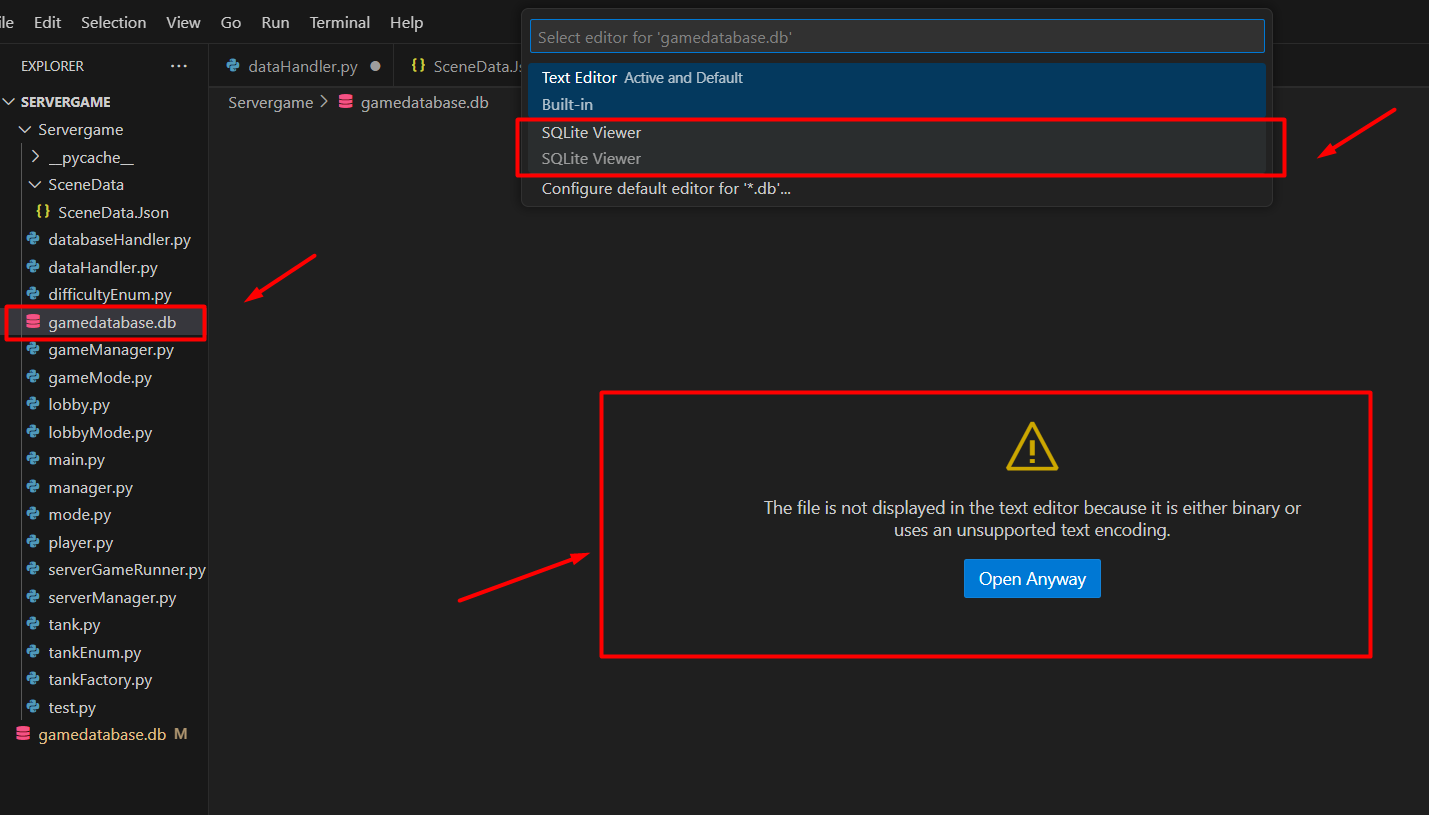 ile Edit Selection View Go Run Terminal Help
Select editor for 'gamedatabase.db'
Text Editor Active and Default
Built-in
SQLite Viewer
SQLite Viewer
Configure default editor for '*.db'...
EXPLORER ...
SERVERGAME
Servergame
__pycache__
SceneData
{} SceneData.Json
databaseHandler.py
dataHandler.py
difficultyEnum.py
gamedatabase.db
gameManager.py
gameMode.py
lobby.py
lobbyMode.py
main.py
manager.py
mode.py
player.py
serverGameRunner.py
serverManager.py
tank.py
tankEnum.py
tankFactory.py
test.py
gamedatabase.db M
dataHandler.py ● {} SceneData.Js
Servergame > gamedatabase.db
The file is not displayed in the text editor because it is either binary or
uses an unsupported text encoding.
Open Anyway